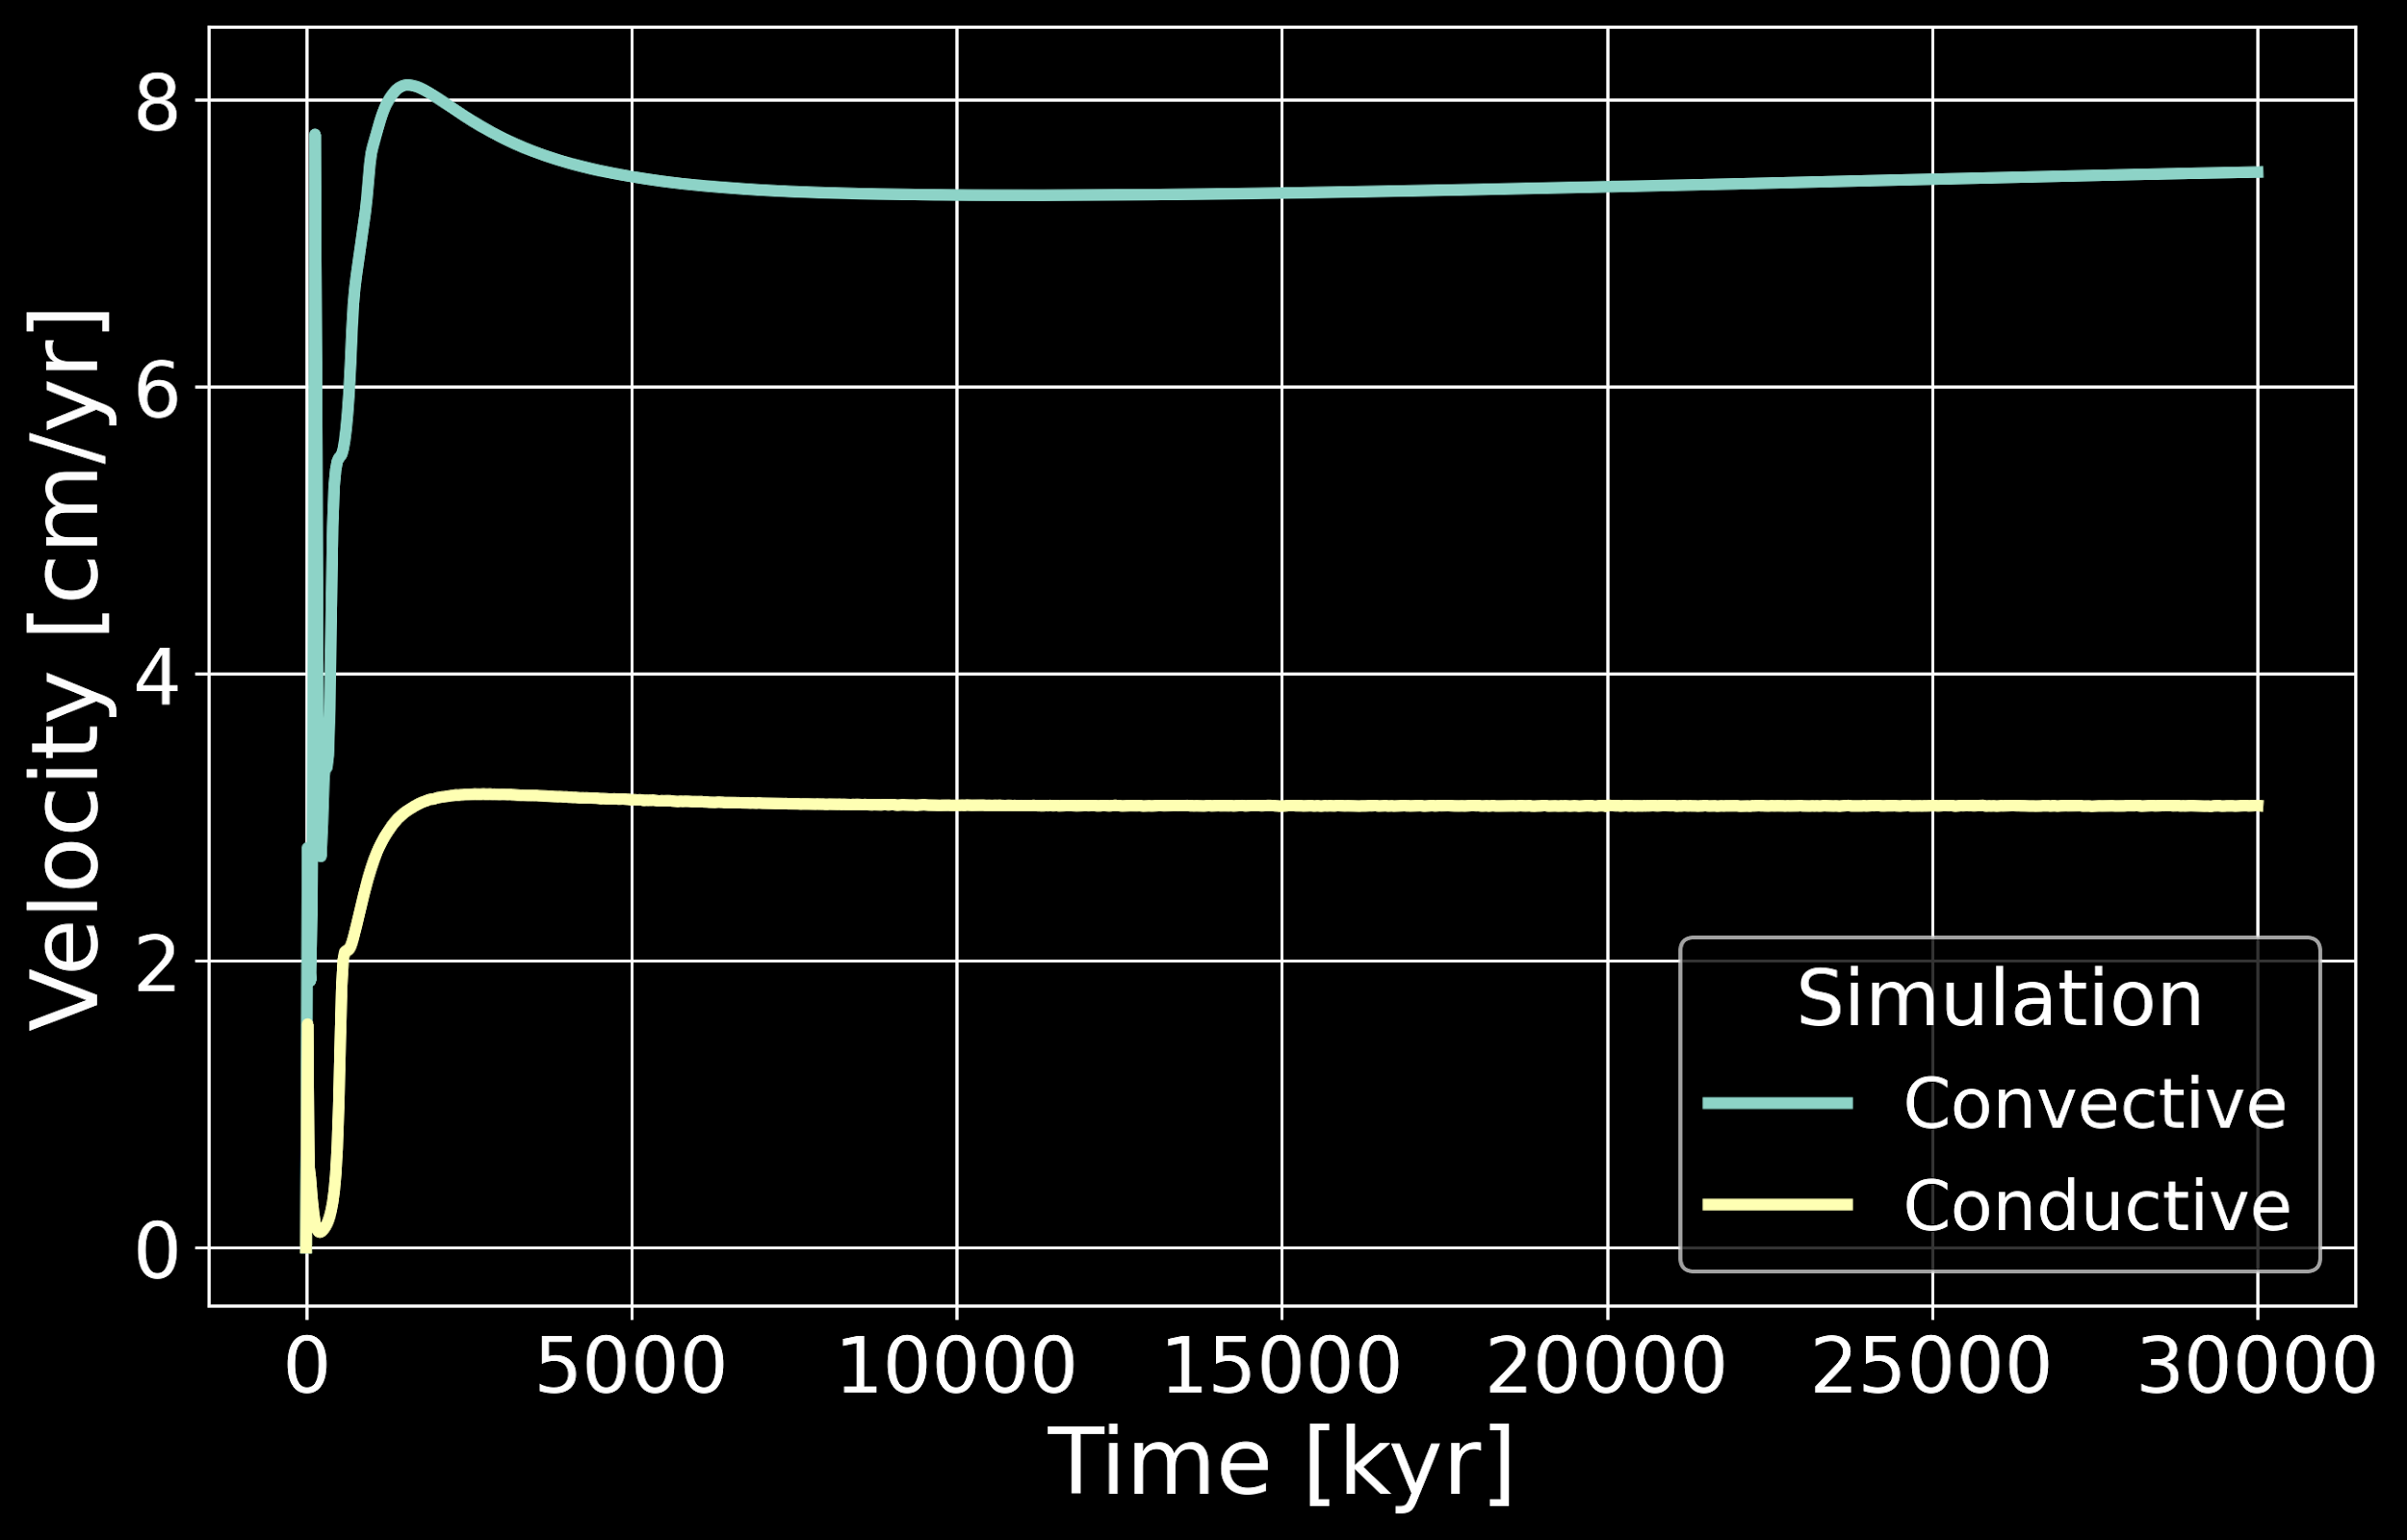 Velocity [cm/yr]
8
6
4
2
0
Simulation
Convective
Conductive
0 5000 10000 15000 20000 25000 30000
Time [kyr]